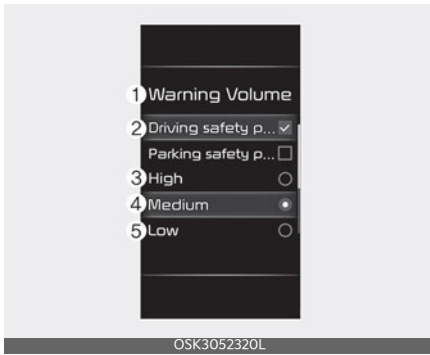 1 Warning Volume
2 Driving safety p...
Parking safety p...
3 High
4 Medium
5 Low
OSK3052320L